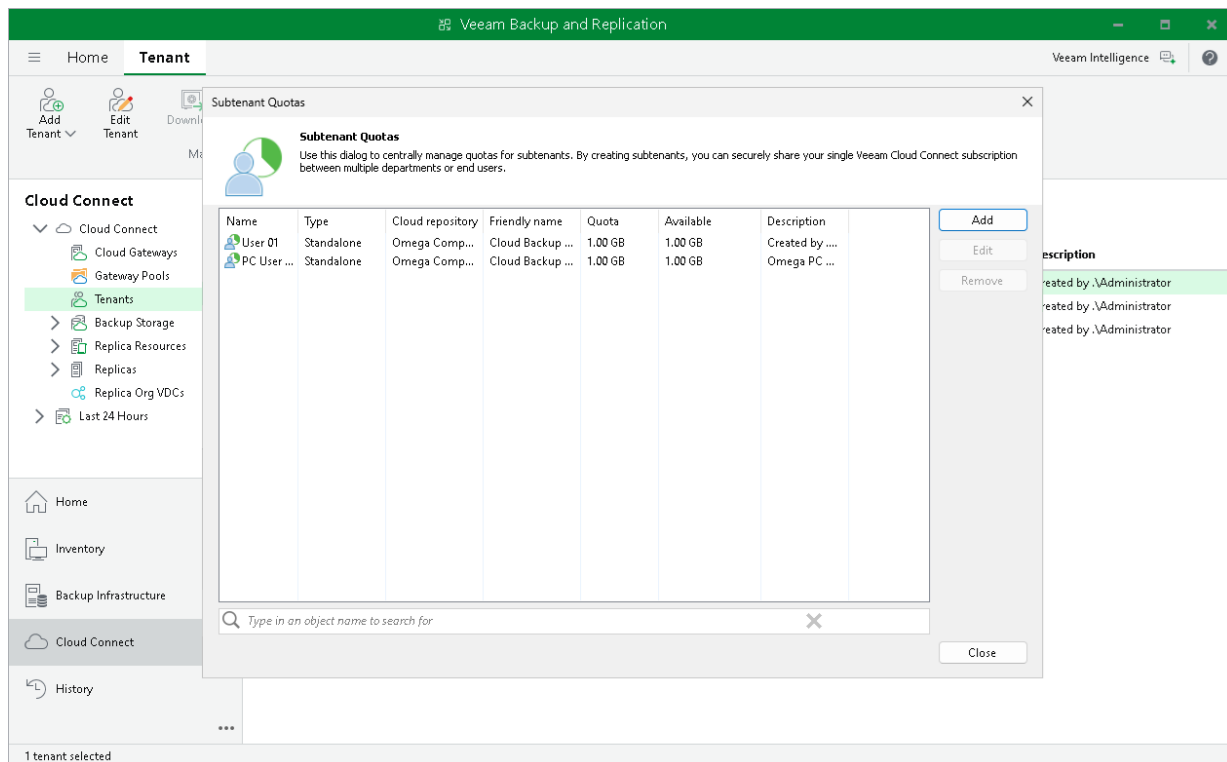 Veeam Backup and Replication
Home Tenant Veeam Intelligence
Add Tenant
Edit Tenant
Subtenant Quotas
Subtenant Quotas
Use this dialog to centrally manage quotas for subtenants. By creating subtenants, you can securely share your single Veeam Cloud Connect subscription
between multiple departments or end users.
Name Type Cloud repository Friendly name Quota Available Description
User 01 Standalone Omega Comp... Cloud Backup ... 1.00 GB 1.00 GB Created by ....
PC User ... Standalone Omega Comp... Cloud Backup ... 1.00 GB 1.00 GB Omega PC ...
Add
Edit
Remove
Type in an object name to search for
Close
Cloud Connect
Cloud Connect
Cloud Gateways
Gateway Pools
Tenants
Backup Storage
Replica Resources
Replicas
Replica Org VDCs
Last 24 Hours
Home
Inventory
Backup Infrastructure
Cloud Connect
History
escription
reated by .\Administrator
reated by .\Administrator
reated by .\Administrator
1 tenant selected